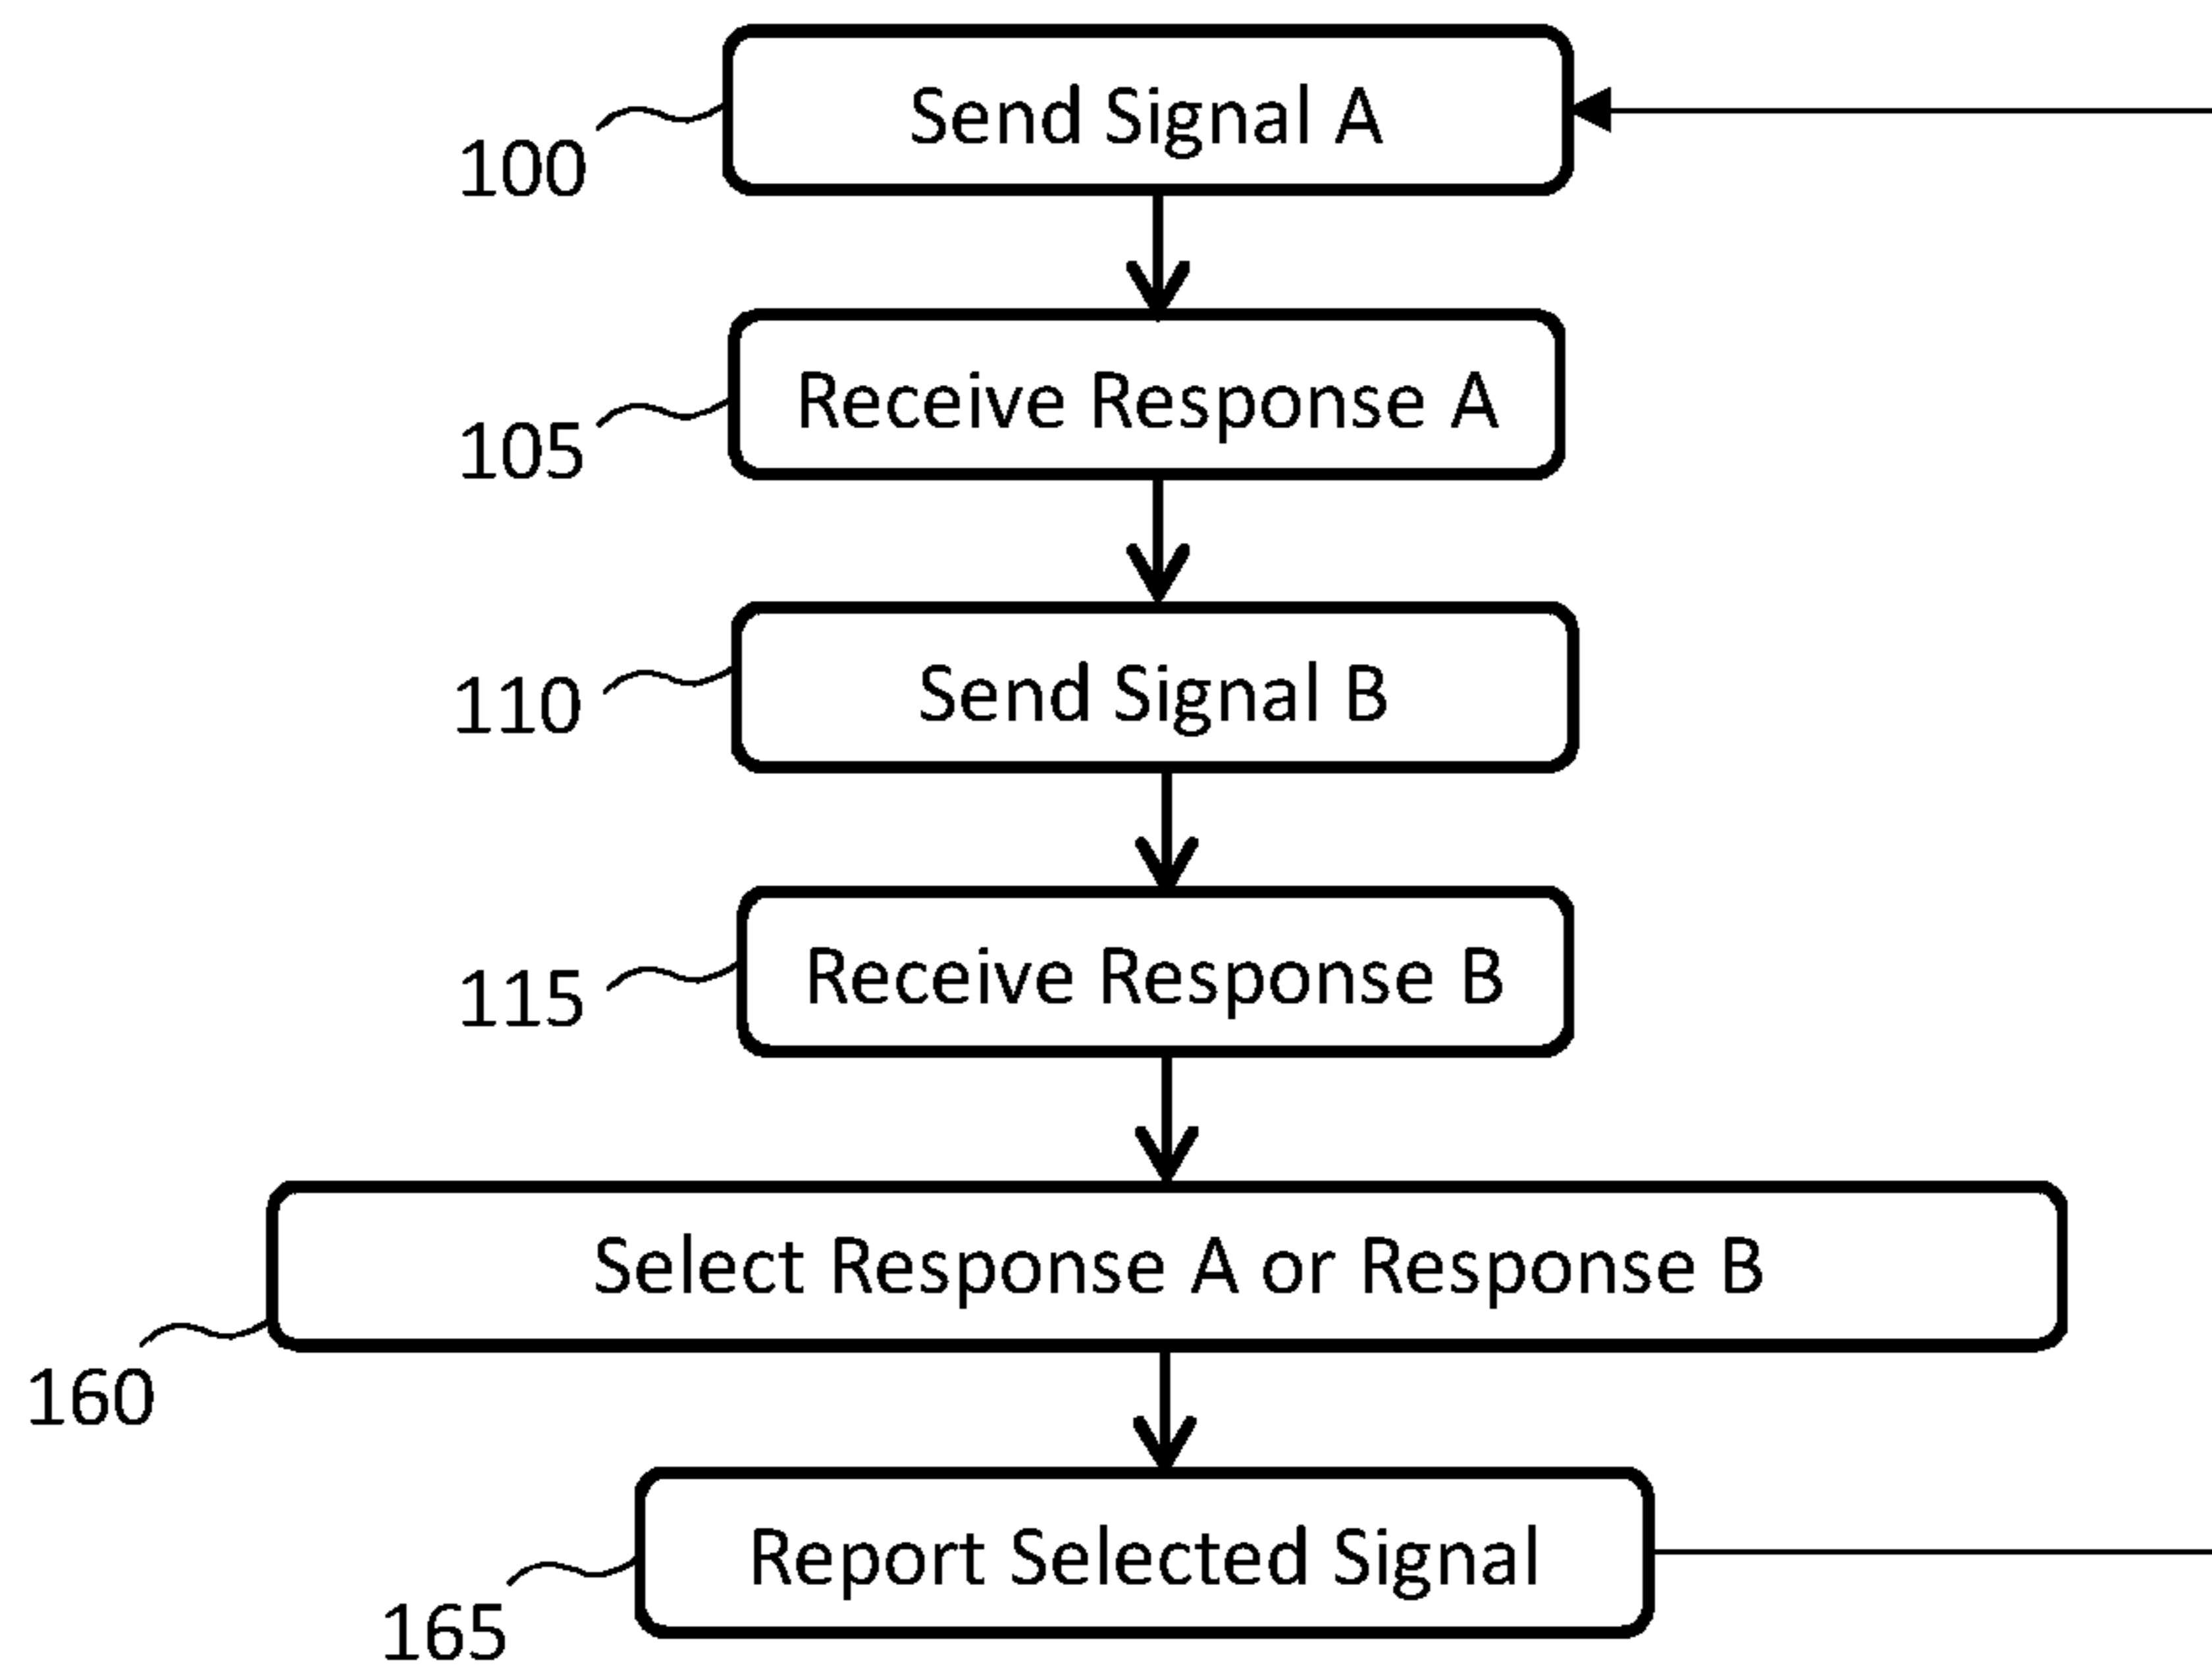 Send Signal A
100
Receive Response A
105
Send Signal B
110
Receive Response B
115
Select Response A or Response B
160
Report Selected Signal
165